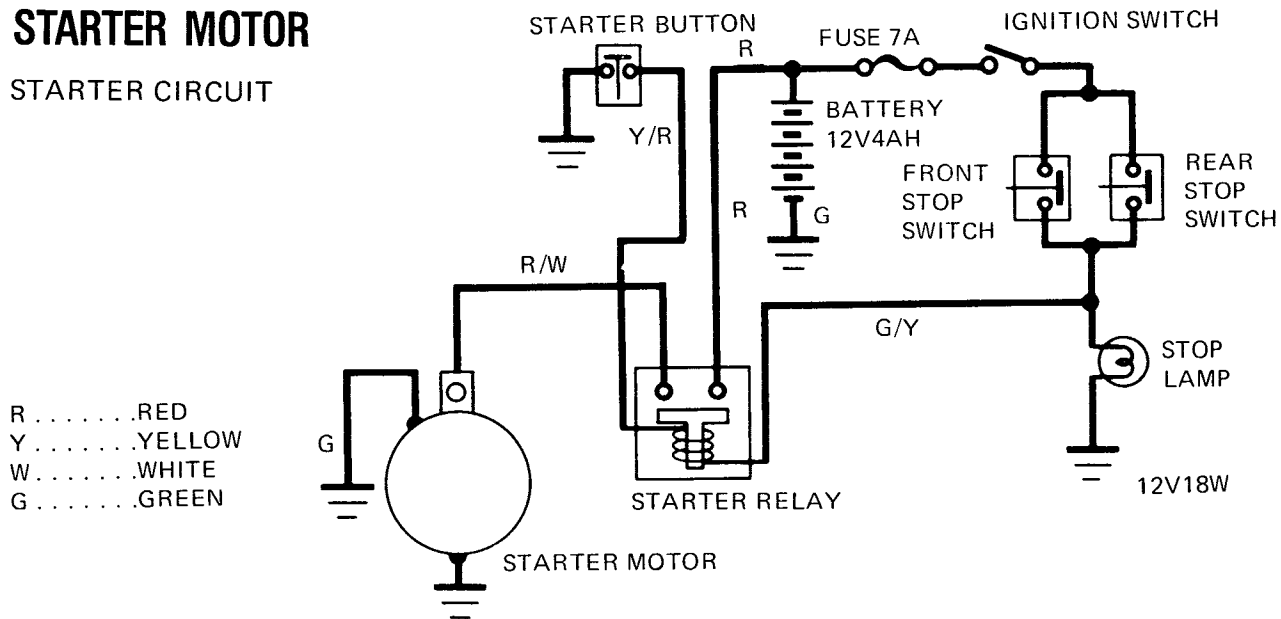 STARTER MOTOR
STARTER CIRCUIT
STARTER BUTTON
Y/R
R
FUSE 7A
IGNITION SWITCH
BATTERY
12V4AH
R
G
FRONT
STOP
SWITCH
REAR
STOP
SWITCH
R/W
G/Y
STOP
LAMP
12V18W
R . . . . . . . RED
Y . . . . . . . YELLOW
W . . . . . . . WHITE
G . . . . . . . GREEN
G
STARTER RELAY
STARTER MOTOR